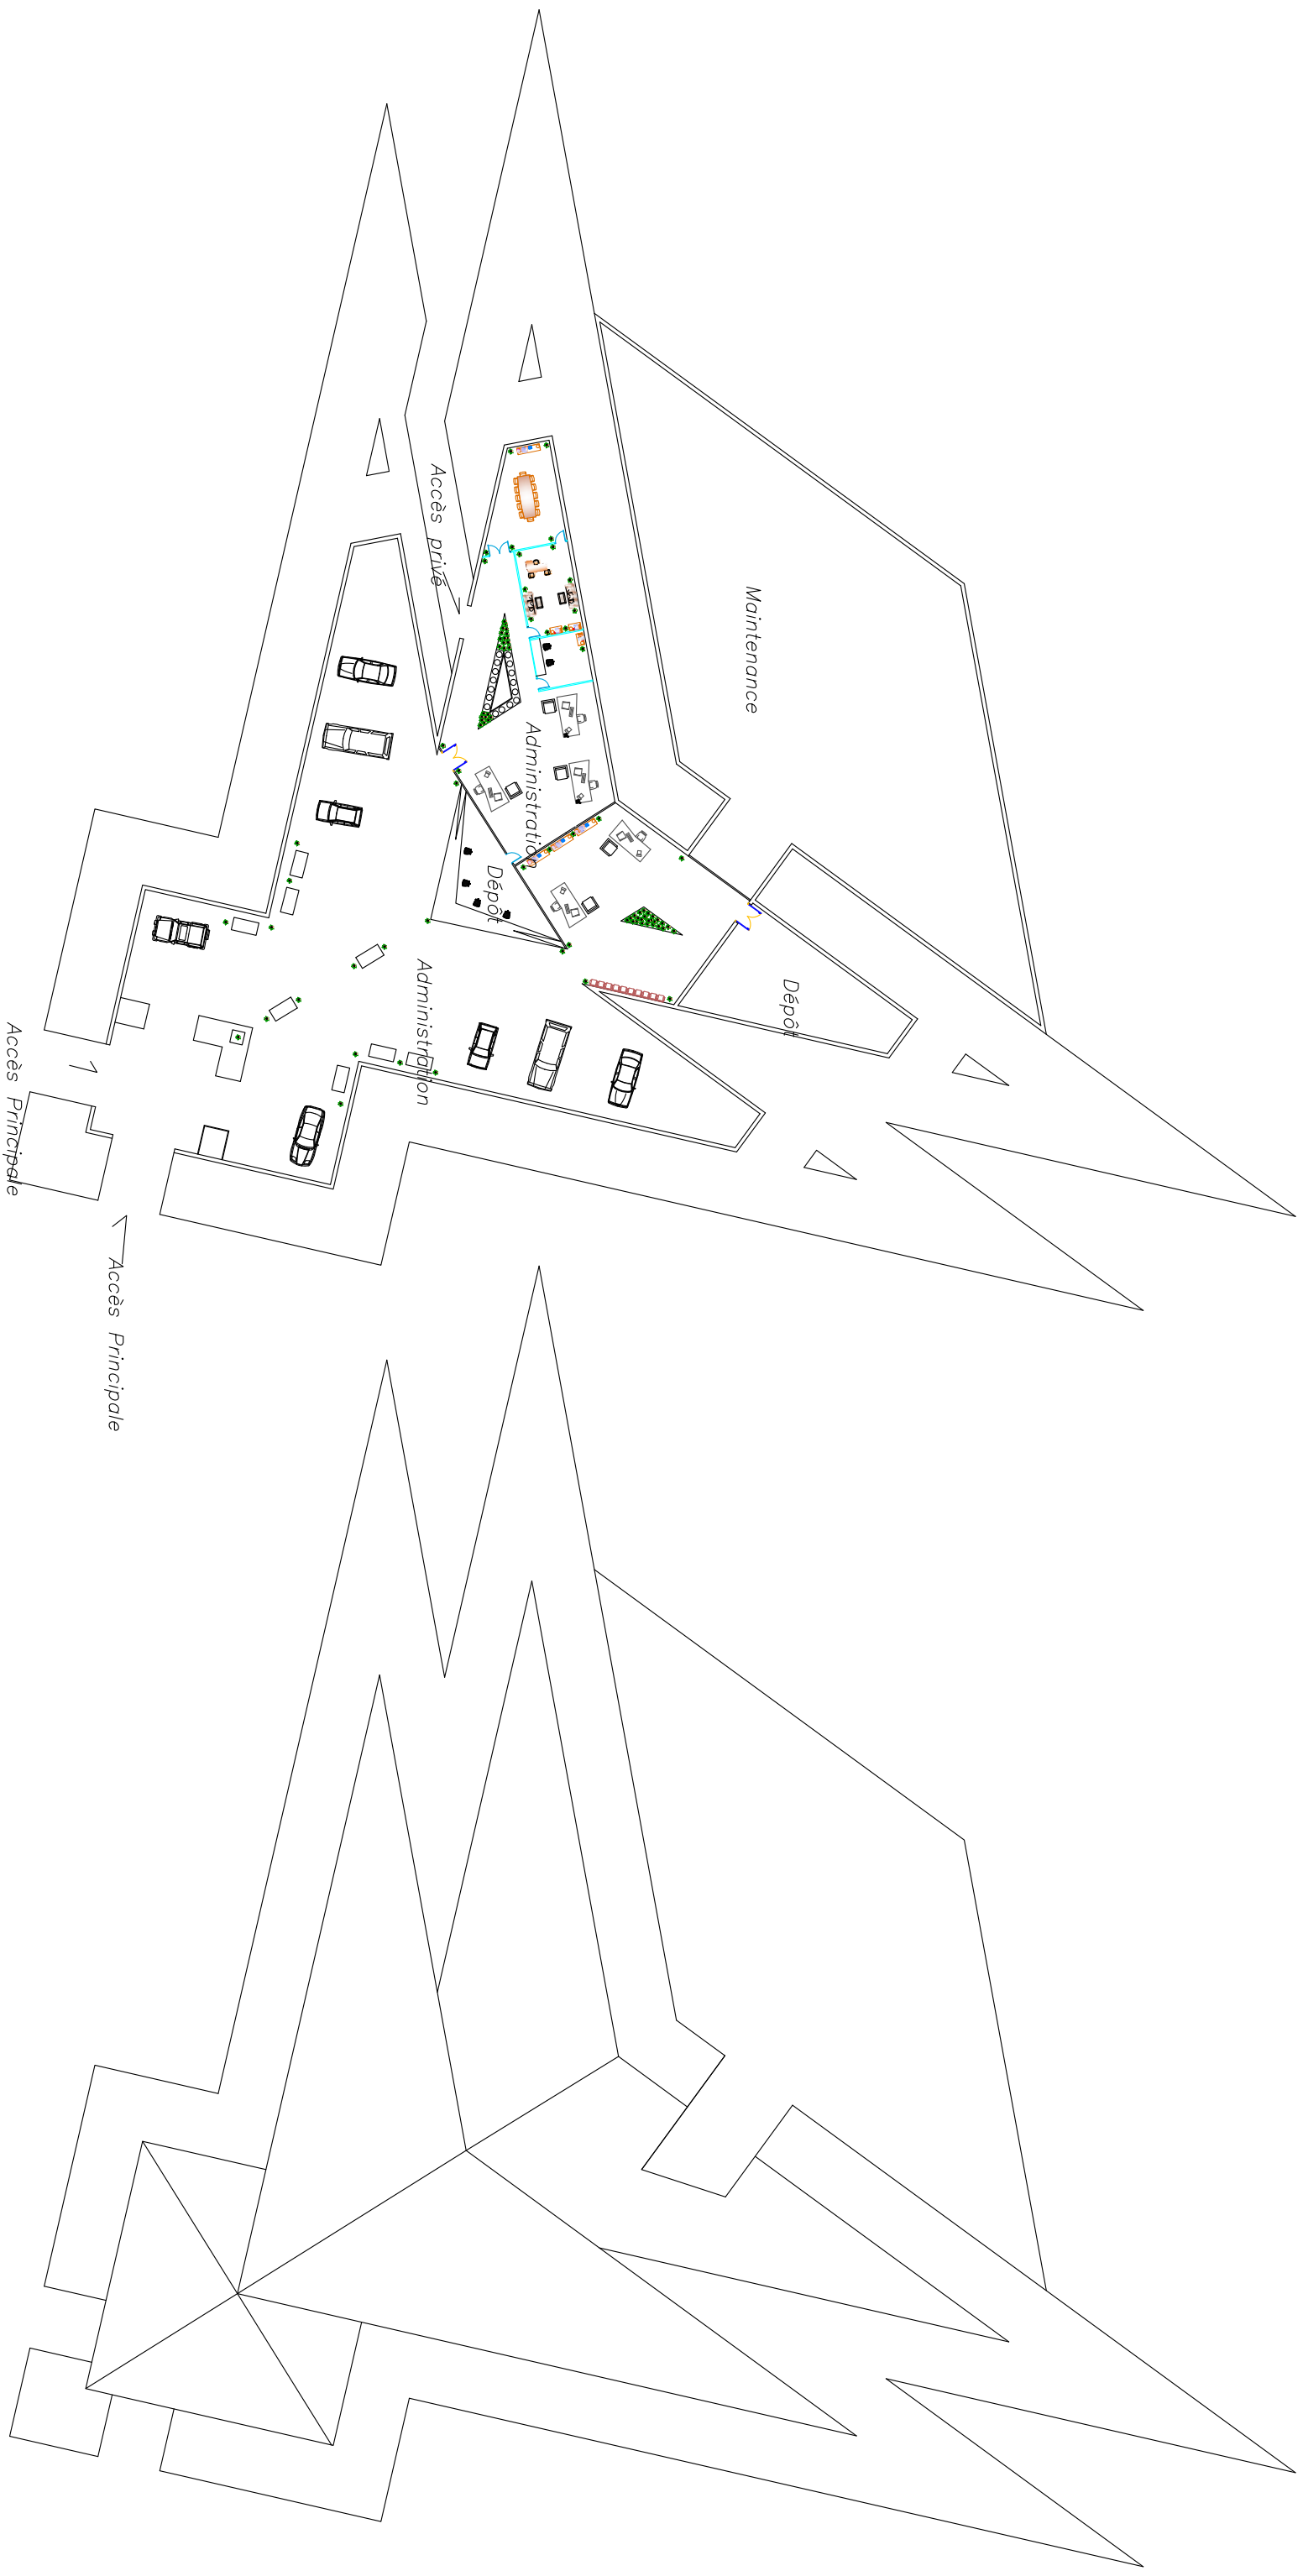 Accès privé
Maintenance
Administration
Dépôt
Dépôt
Administration
Accès Principale
Accès Principale